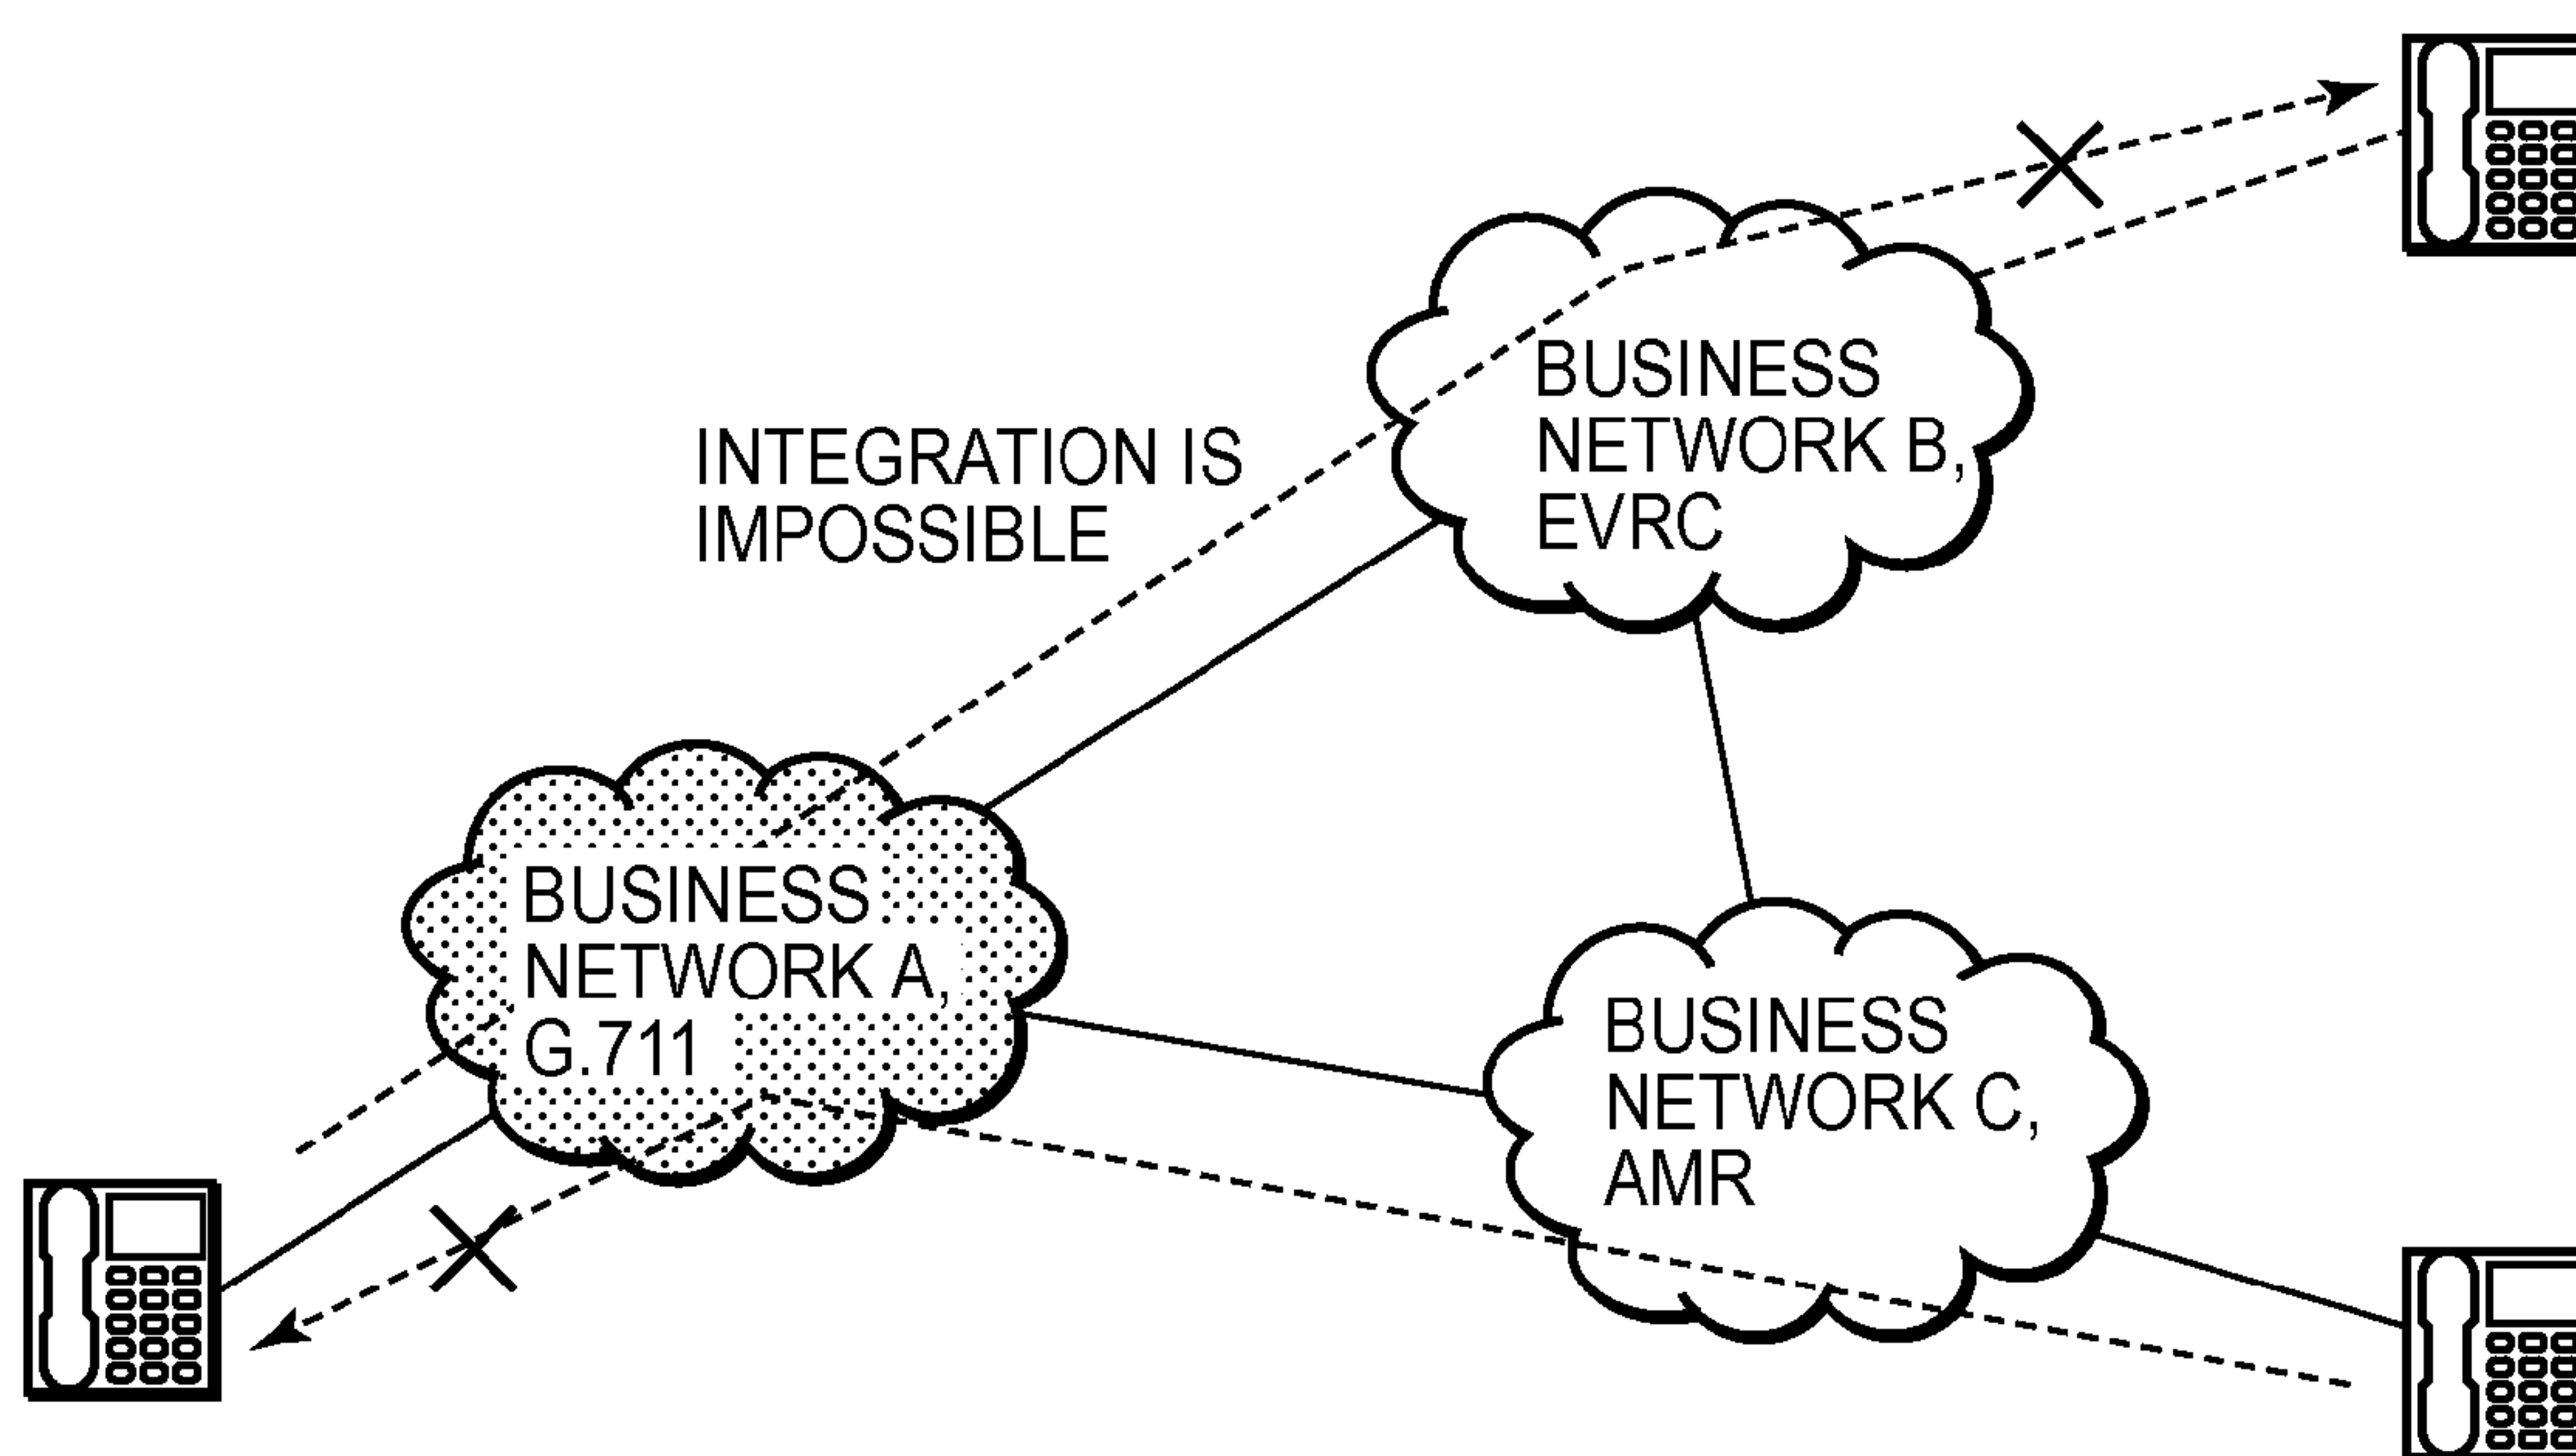 INTEGRATION IS
IMPOSSIBLE
BUSINESS
NETWORK B,
EVRC
BUSINESS
NETWORK A,
G.711
BUSINESS
NETWORK C,
AMR